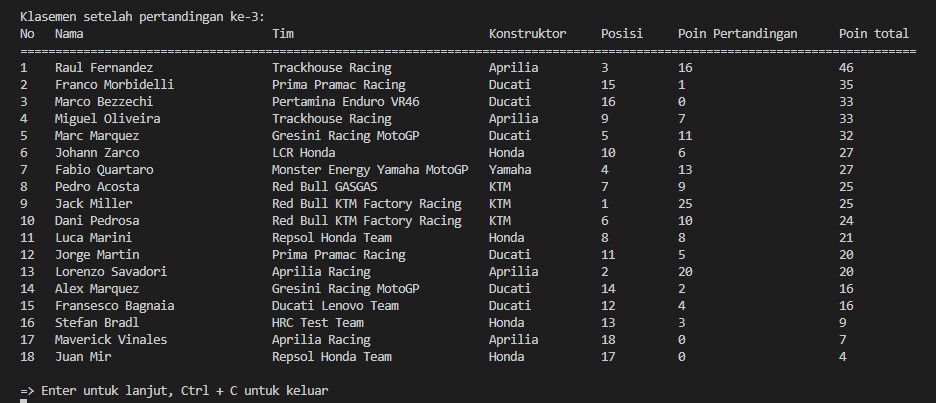 Klasemen setelah pertandingan ke-3:
No Nama Tim Konstruktor Posisi Poin Pertandingan Poin total
================================================================================================================================
1 Raul Fernandez Trackhouse Racing Aprilia 3 16 46
2 Franco Morbidelli Prima Pramac Racing Ducati 15 1 35
3 Marco Bezzechi Pertamina Enduro VR46 Ducati 16 0 33
4 Miguel Oliveira Trackhouse Racing Aprilia 9 7 33
5 Marc Marquez Gresini Racing MotoGP Ducati 5 11 32
6 Johann Zarco LCR Honda Honda 10 6 27
7 Fabio Quartaro Monster Energy Yamaha MotoGP Yamaha 4 13 27
8 Pedro Acosta Red Bull GASGAS KTM 7 9 25
9 Jack Miller Red Bull KTM Factory Racing KTM 1 25 25
10 Dani Pedrosa Red Bull KTM Factory Racing KTM 6 10 24
11 Luca Marini Repsol Honda Team Honda 8 8 21
12 Jorge Martin Prima Pramac Racing Ducati 11 5 20
13 Lorenzo Savadori Aprilia Racing Aprilia 2 20 20
14 Alex Marquez Gresini Racing MotoGP Ducati 14 2 16
15 Fransesco Bagnaia Ducati Lenovo Team Ducati 12 4 16
16 Stefan Bradl HRC Test Team Honda 13 3 9
17 Maverick Vinales Aprilia Racing Aprilia 18 0 7
18 Juan Mir Repsol Honda Team Honda 17 0 4
=> Enter untuk lanjut, Ctrl + C untuk keluar